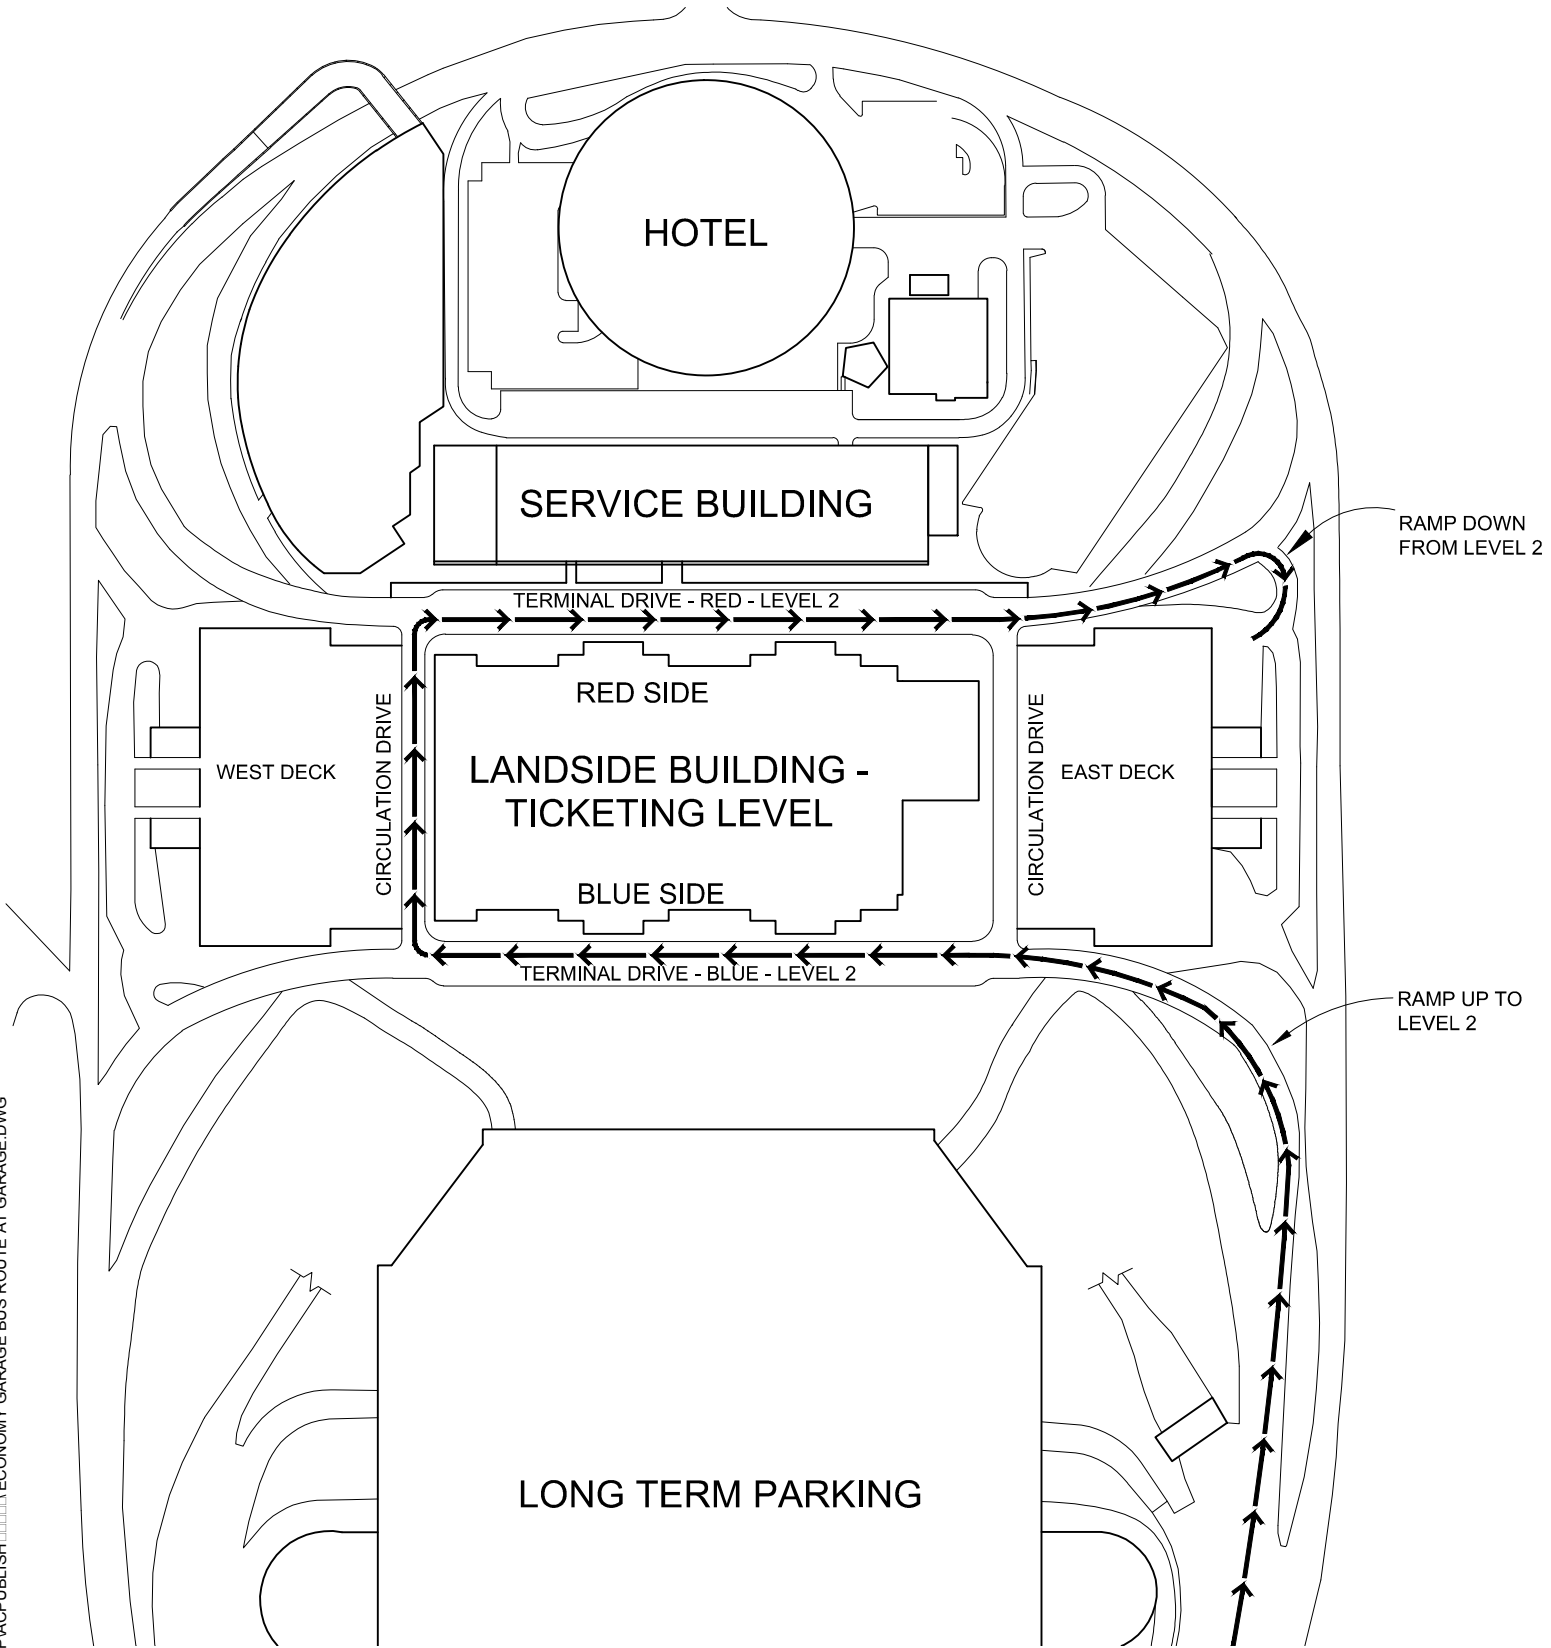 HOTEL
SERVICE BUILDING
RAMP DOWN
FROM LEVEL 2
TERMINAL DRIVE - RED - LEVEL 2
RED SIDE
CIRCULATION DRIVE
WEST DECK
LANDSIDE BUILDING -
TICKETING LEVEL
CIRCULATION DRIVE
EAST DECK
BLUE SIDE
TERMINAL DRIVE - BLUE - LEVEL 2
RAMP UP TO
LEVEL 2
LONG TERM PARKING
ECONOMY GARAGE BUS ROUTE AT GARAGE.DWG